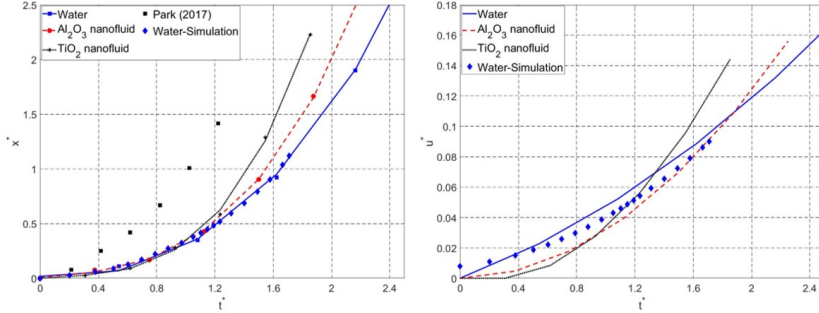 2.5
2
1.5
1
0.5
0
x*
0 0.4 0.8 1.2 1.6 2 2.4
t*
Water
Al2O3 nanofluid
TiO2 nanofluid
Park (2017)
Water-Simulation
0.18
0.16
0.14
0.12
0.1
0.08
0.06
0.04
0.02
0
u*
0 0.4 0.8 1.2 1.6 2 2.4
t*
Water
Al2O3 nanofluid
TiO2 nanofluid
Water-Simulation